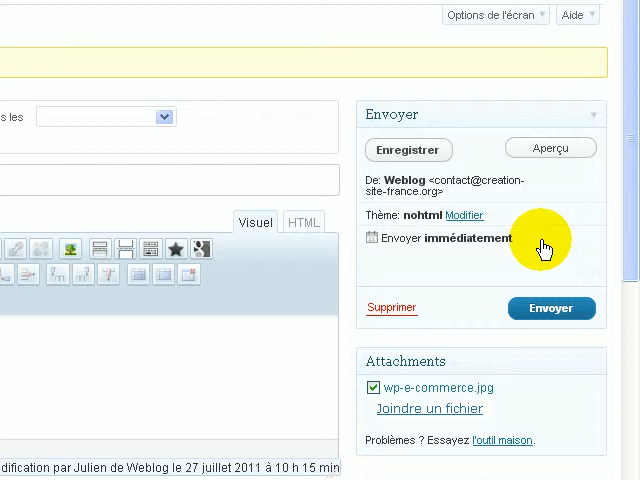 Options de l'écran Aide
s les
Envoyer
Enregistrer Aperçu
De: Weblog <contact@creation-
site-france.org>
Thème: nohtml Modifier
Visuel HTML
Envoyer immédiatement
Supprimer Envoyer
Attachments
wp-e-commerce.jpg
Joindre un fichier
Problèmes ? Essayez l'outil maison.
dification par Julien de Weblog le 27 juillet 2011 à 10 h 15 min